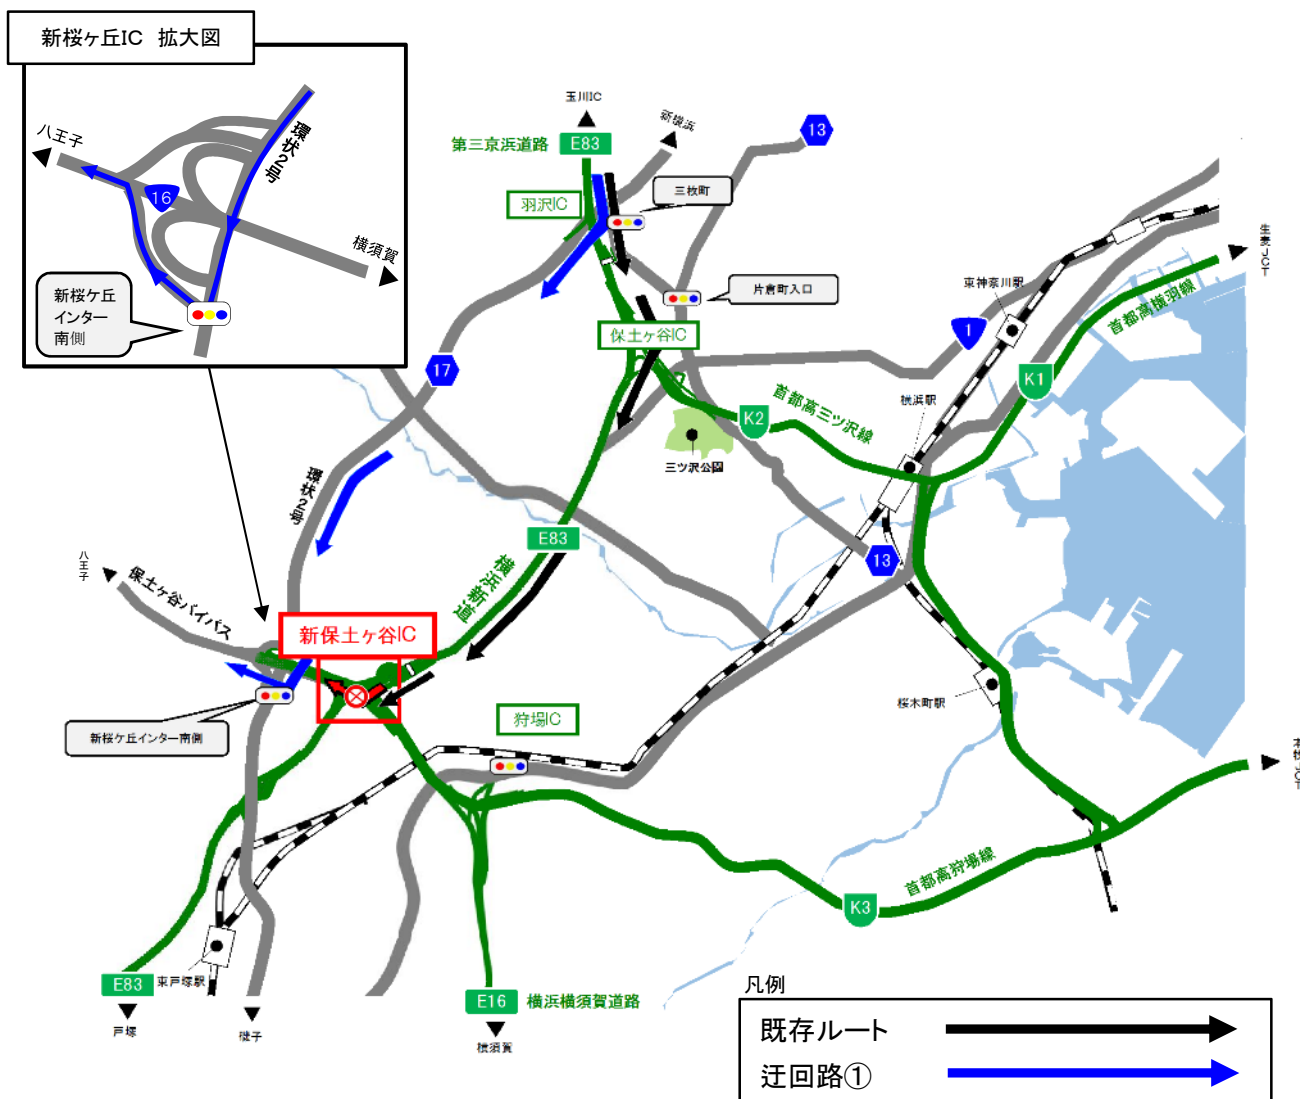 新桜ヶ丘IC 拡大図
八王子
環状2号
16
横須賀
新桜ケ丘
インター
南側
玉川IC
新横浜
13
第三京浜道路
E83
三枚町
羽沢IC
生麦JCT
片倉町入口
東神奈川駅
首都高横羽線
保土ヶ谷IC
1
17
K1
横浜駅
首都高三ツ沢線
K2
三ツ沢公園
環状2号
E83
13
八王子
保土ヶ谷バイパス
横浜新道
新保土ヶ谷IC
桜木町駅
狩場IC
新桜ケ丘インター南側
本牧JCT
首都高狩場線
K3
E83
東戸塚駅
E16
横浜横須賀道路
戸塚
磯子
横須賀
凡例
既存ルート
迂回路①